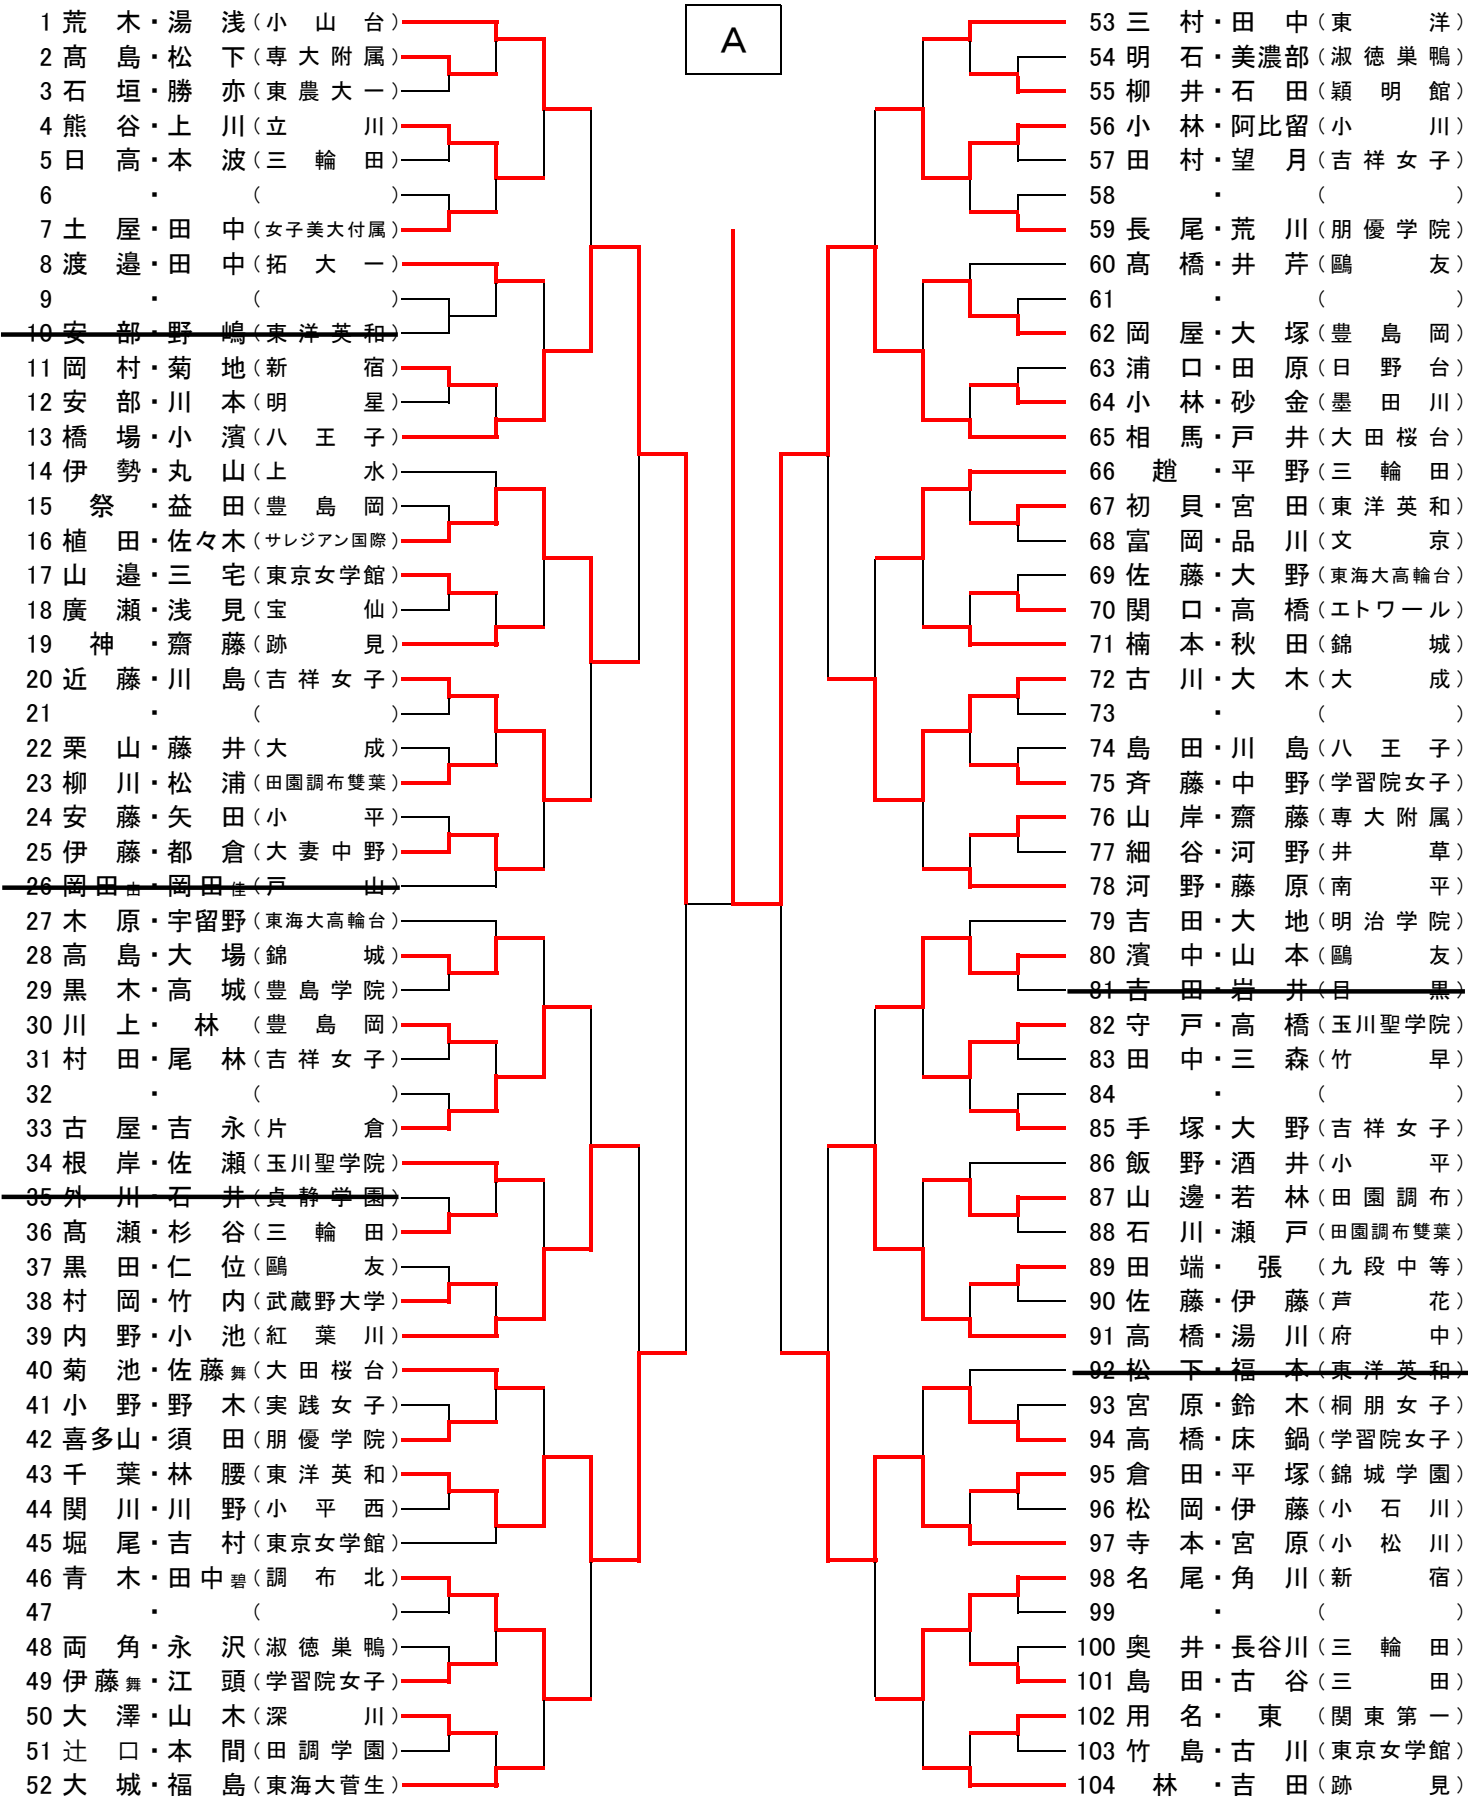 A
1 荒木・湯浅(小山台)
2 髙島・松下(専大附属)
3 石垣・勝亦(東農大一)
4 熊谷・上川(立川)
5 日高・本波(三輪田)
6 ・ ( )
7 土屋・田中(女子美大付属)
8 渡邉・田中(拓大一)
9 ・ ( )
10 安部・野嶋(東洋英和)
11 岡村・菊地(新宿)
12 安部・川本(明星)
13 橋場・小濱(八王子)
14 伊勢・丸山(上水)
15 祭・益田(豊島岡)
16 植田・佐々木(サレジアン国際)
17 山邉・三宅(東京女学館)
18 廣瀬・浅見(宝仙)
19 神・齋藤(跡見)
20 近藤・川島(吉祥女子)
21 ・ ( )
22 栗山・藤井(大成)
23 柳川・松浦(田園調布雙葉)
24 安藤・矢田(小平)
25 伊藤・都倉(大妻中野)
26 岡田由・岡田佳(戸山)
27 木原・宇留野(東海大高輪台)
28 高島・大場(錦城)
29 黒木・高城(豊島学院)
30 川上・林(豊島岡)
31 村田・尾林(吉祥女子)
32 ・ ( )
33 古屋・吉永(片倉)
34 根岸・佐瀬(玉川聖学院)
35 外川・石井(貞静学園)
36 髙瀬・杉谷(三輪田)
37 黒田・仁位(鷗友)
38 村岡・竹内(武蔵野大学)
39 内野・小池(紅葉川)
40 菊池・佐藤舞(大田桜台)
41 小野・野木(実践女子)
42 喜多山・須田(朋優学院)
43 千葉・林腰(東洋英和)
44 関川・川野(小平西)
45 堀尾・吉村(東京女学館)
46 青木・田中碧(調布北)
47 ・ ( )
48 両角・永沢(淑徳巣鴨)
49 伊藤舞・江頭(学習院女子)
50 大澤・山木(深川)
51 辻口・本間(田調学園)
52 大城・福島(東海大菅生)
53 三村・田中(東洋)
54 明石・美濃部(淑徳巣鴨)
55 柳井・石田(穎明館)
56 小林・阿比留(小川)
57 田村・望月(吉祥女子)
58 ・ ( )
59 長尾・荒川(朋優学院)
60 髙橋・井芹(鷗友)
61 ・ ( )
62 岡屋・大塚(豊島岡)
63 浦口・田原(日野台)
64 小林・砂金(墨田川)
65 相馬・戸井(大田桜台)
66 趙・平野(三輪田)
67 初貝・宮田(東洋英和)
68 富岡・品川(文京)
69 佐藤・大野(東海大高輪台)
70 関口・高橋(エトワール)
71 楠本・秋田(錦城)
72 古川・大木(大成)
73 ・ ( )
74 島田・川島(八王子)
75 斉藤・中野(学習院女子)
76 山岸・齋藤(専大附属)
77 細谷・河野(井草)
78 河野・藤原(南平)
79 吉田・大地(明治学院)
80 濱中・山本(鷗友)
81 吉田・岩井(目黒)
82 守戸・高橋(玉川聖学院)
83 田中・三森(竹早)
84 ・ ( )
85 手塚・大野(吉祥女子)
86 飯野・酒井(小平)
87 山邊・若林(田園調布)
88 石川・瀬戸(田園調布雙葉)
89 田端・張(九段中等)
90 佐藤・伊藤(芦花)
91 高橋・湯川(府中)
92 松下・福本(東洋英和)
93 宮原・鈴木(桐朋女子)
94 高橋・床鍋(学習院女子)
95 倉田・平塚(錦城学園)
96 松岡・伊藤(小石川)
97 寺本・宮原(小松川)
98 名尾・角川(新宿)
99 ・ ( )
100 奥井・長谷川(三輪田)
101 島田・古谷(三田)
102 用名・東(関東第一)
103 竹島・古川(東京女学館)
104 林・吉田(跡見)